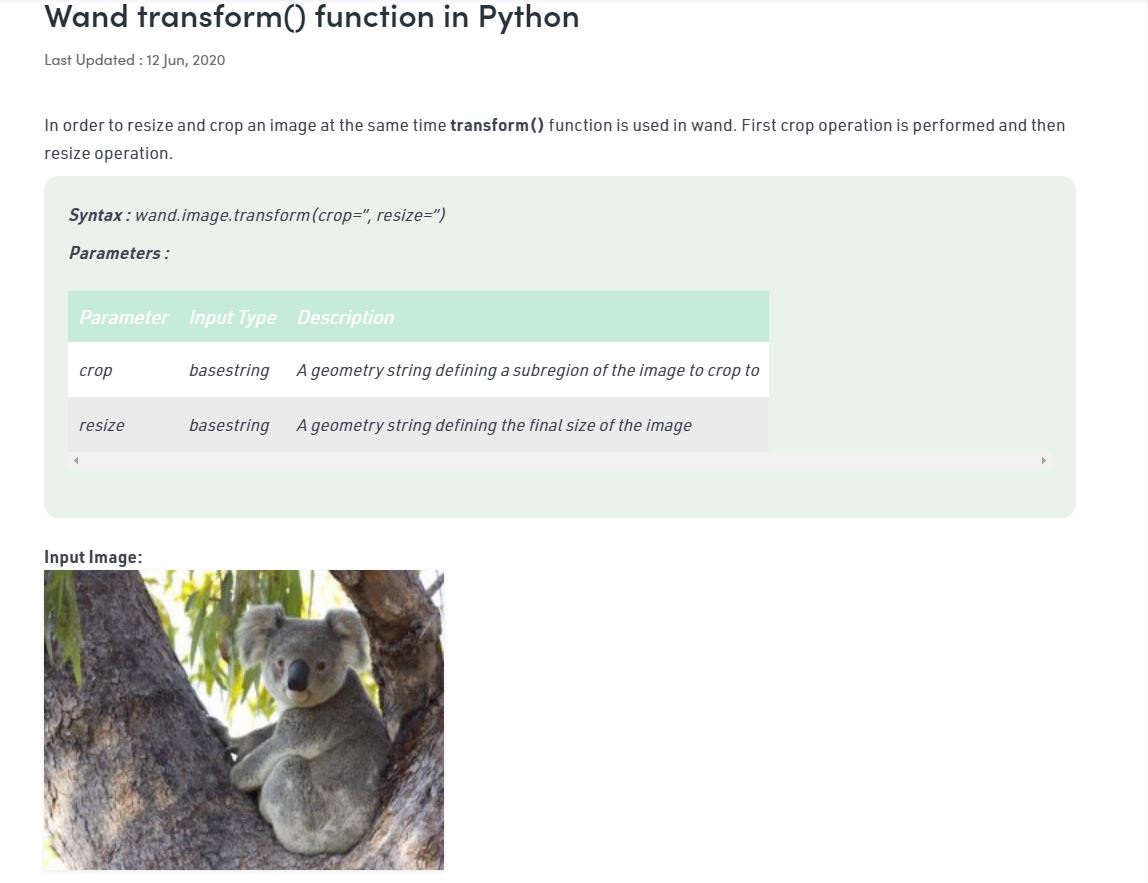 Wand transform() function in Python
Last Updated : 12 Jun, 2020
In order to resize and crop an image at the same time transform() function is used in wand. First crop operation is performed and then
resize operation.
Syntax : wand.image.transform(crop=”, resize=”)
Parameters :
Parameter Input Type Description
crop basestring A geometry string defining a subregion of the image to crop to
resize basestring A geometry string defining the final size of the image
Input Image: